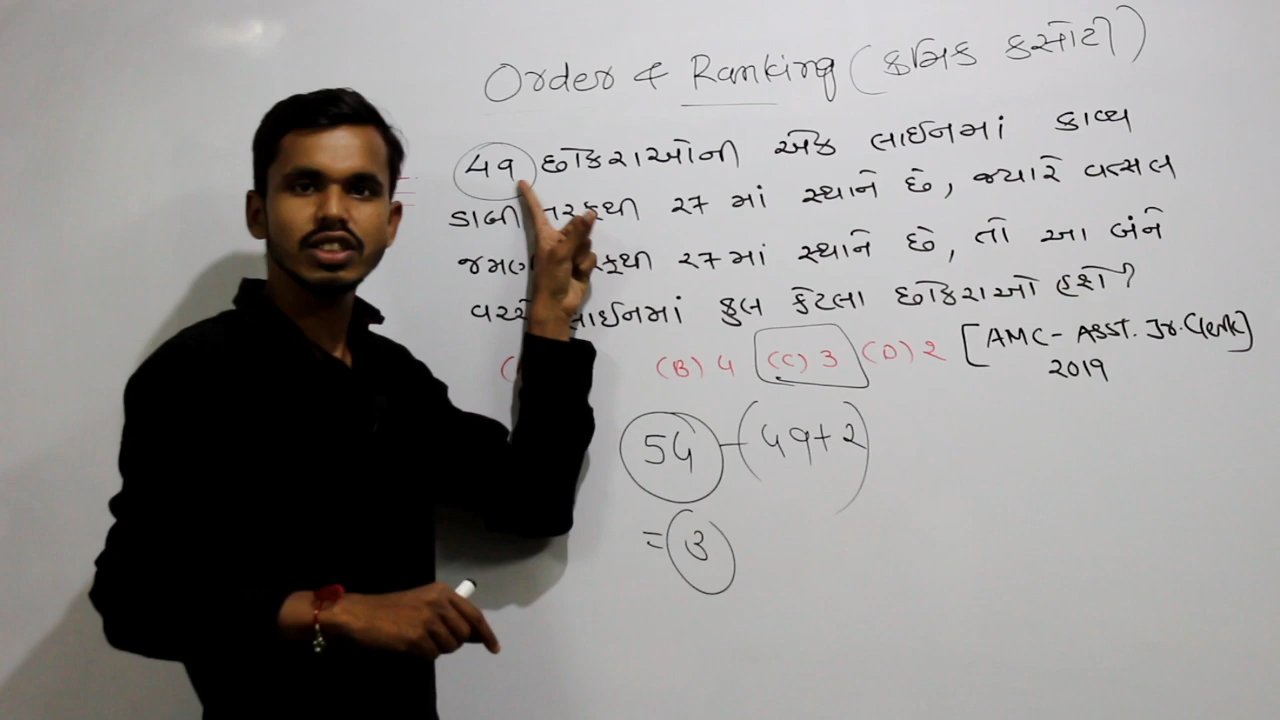 Order & Ranking (ક્રમિક કસોટી)
49 છોકરાઓની એક લાઈનમાં કાવ્ય
ડાબી તરફથી 27 માં સ્થાને છે, જ્યારે વત્સલ
જમણી તરફથી 27 માં સ્થાને છે, તો આ બંને
વચ્ચે લાઈનમાં કુલ કેટલા છોકરાઓ હશે?
(B) 4 (C) 3 (D) 2 [AMC - ASST. Jr. Clerk]
2019
54 - (49+2)
= 3